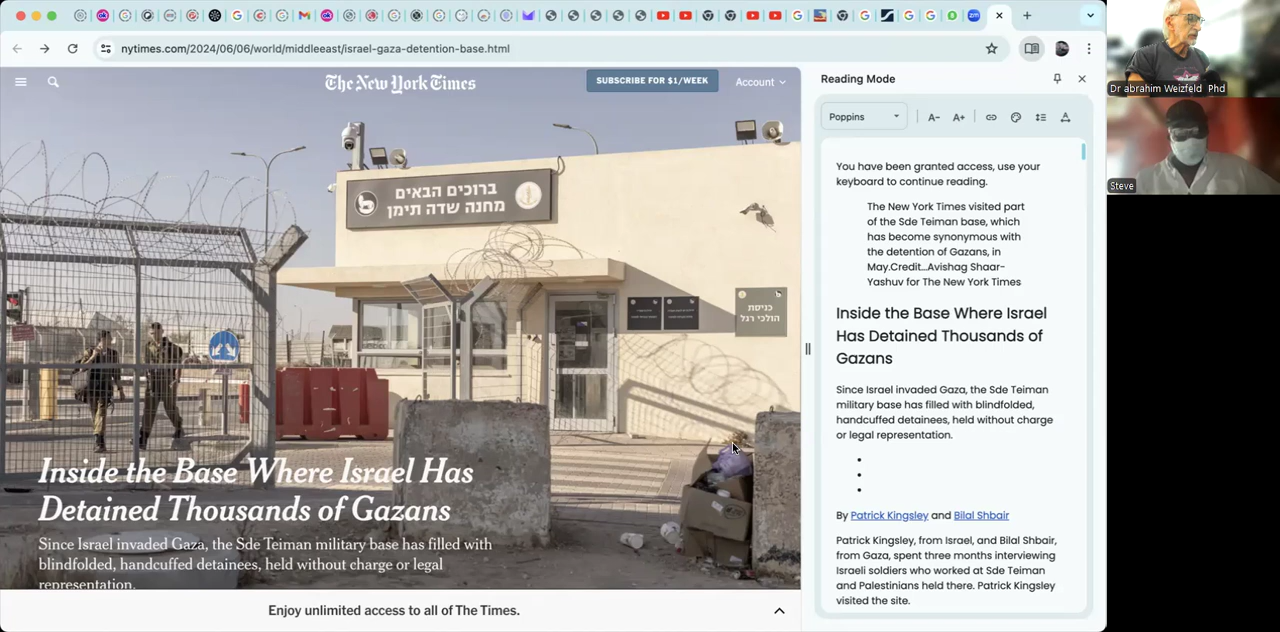 nytimes.com/2024/06/06/world/middleeast/israel-gaza-detention-base.html
The New York Times
SUBSCRIBE FOR $1/WEEK
Account
ברוכים הבאים
מחנה שדה תימן
כניסת
הולכי רגל
Inside the Base Where Israel Has
Detained Thousands of Gazans
Since Israel invaded Gaza, the Sde Teiman military base has filled with
blindfolded, handcuffed detainees, held without charge or legal
representation.
Enjoy unlimited access to all of The Times.
Reading Mode
Poppins
A-
A+
You have been granted access, use your
keyboard to continue reading.
The New York Times visited part
of the Sde Teiman base, which
has become synonymous with
the detention of Gazans, in
May.Credit...Avishag Shaar-
Yashuv for The New York Times
Inside the Base Where Israel
Has Detained Thousands of
Gazans
Since Israel invaded Gaza, the Sde Teiman
military base has filled with blindfolded,
handcuffed detainees, held without charge
or legal representation.
By Patrick Kingsley and Bilal Shbair
Patrick Kingsley, from Israel, and Bilal Shbair,
from Gaza, spent three months interviewing
Israeli soldiers who worked at Sde Teiman
and Palestinians held there. Patrick Kingsley
visited the site.
Dr abrahim Weizfeld Phd
Steve